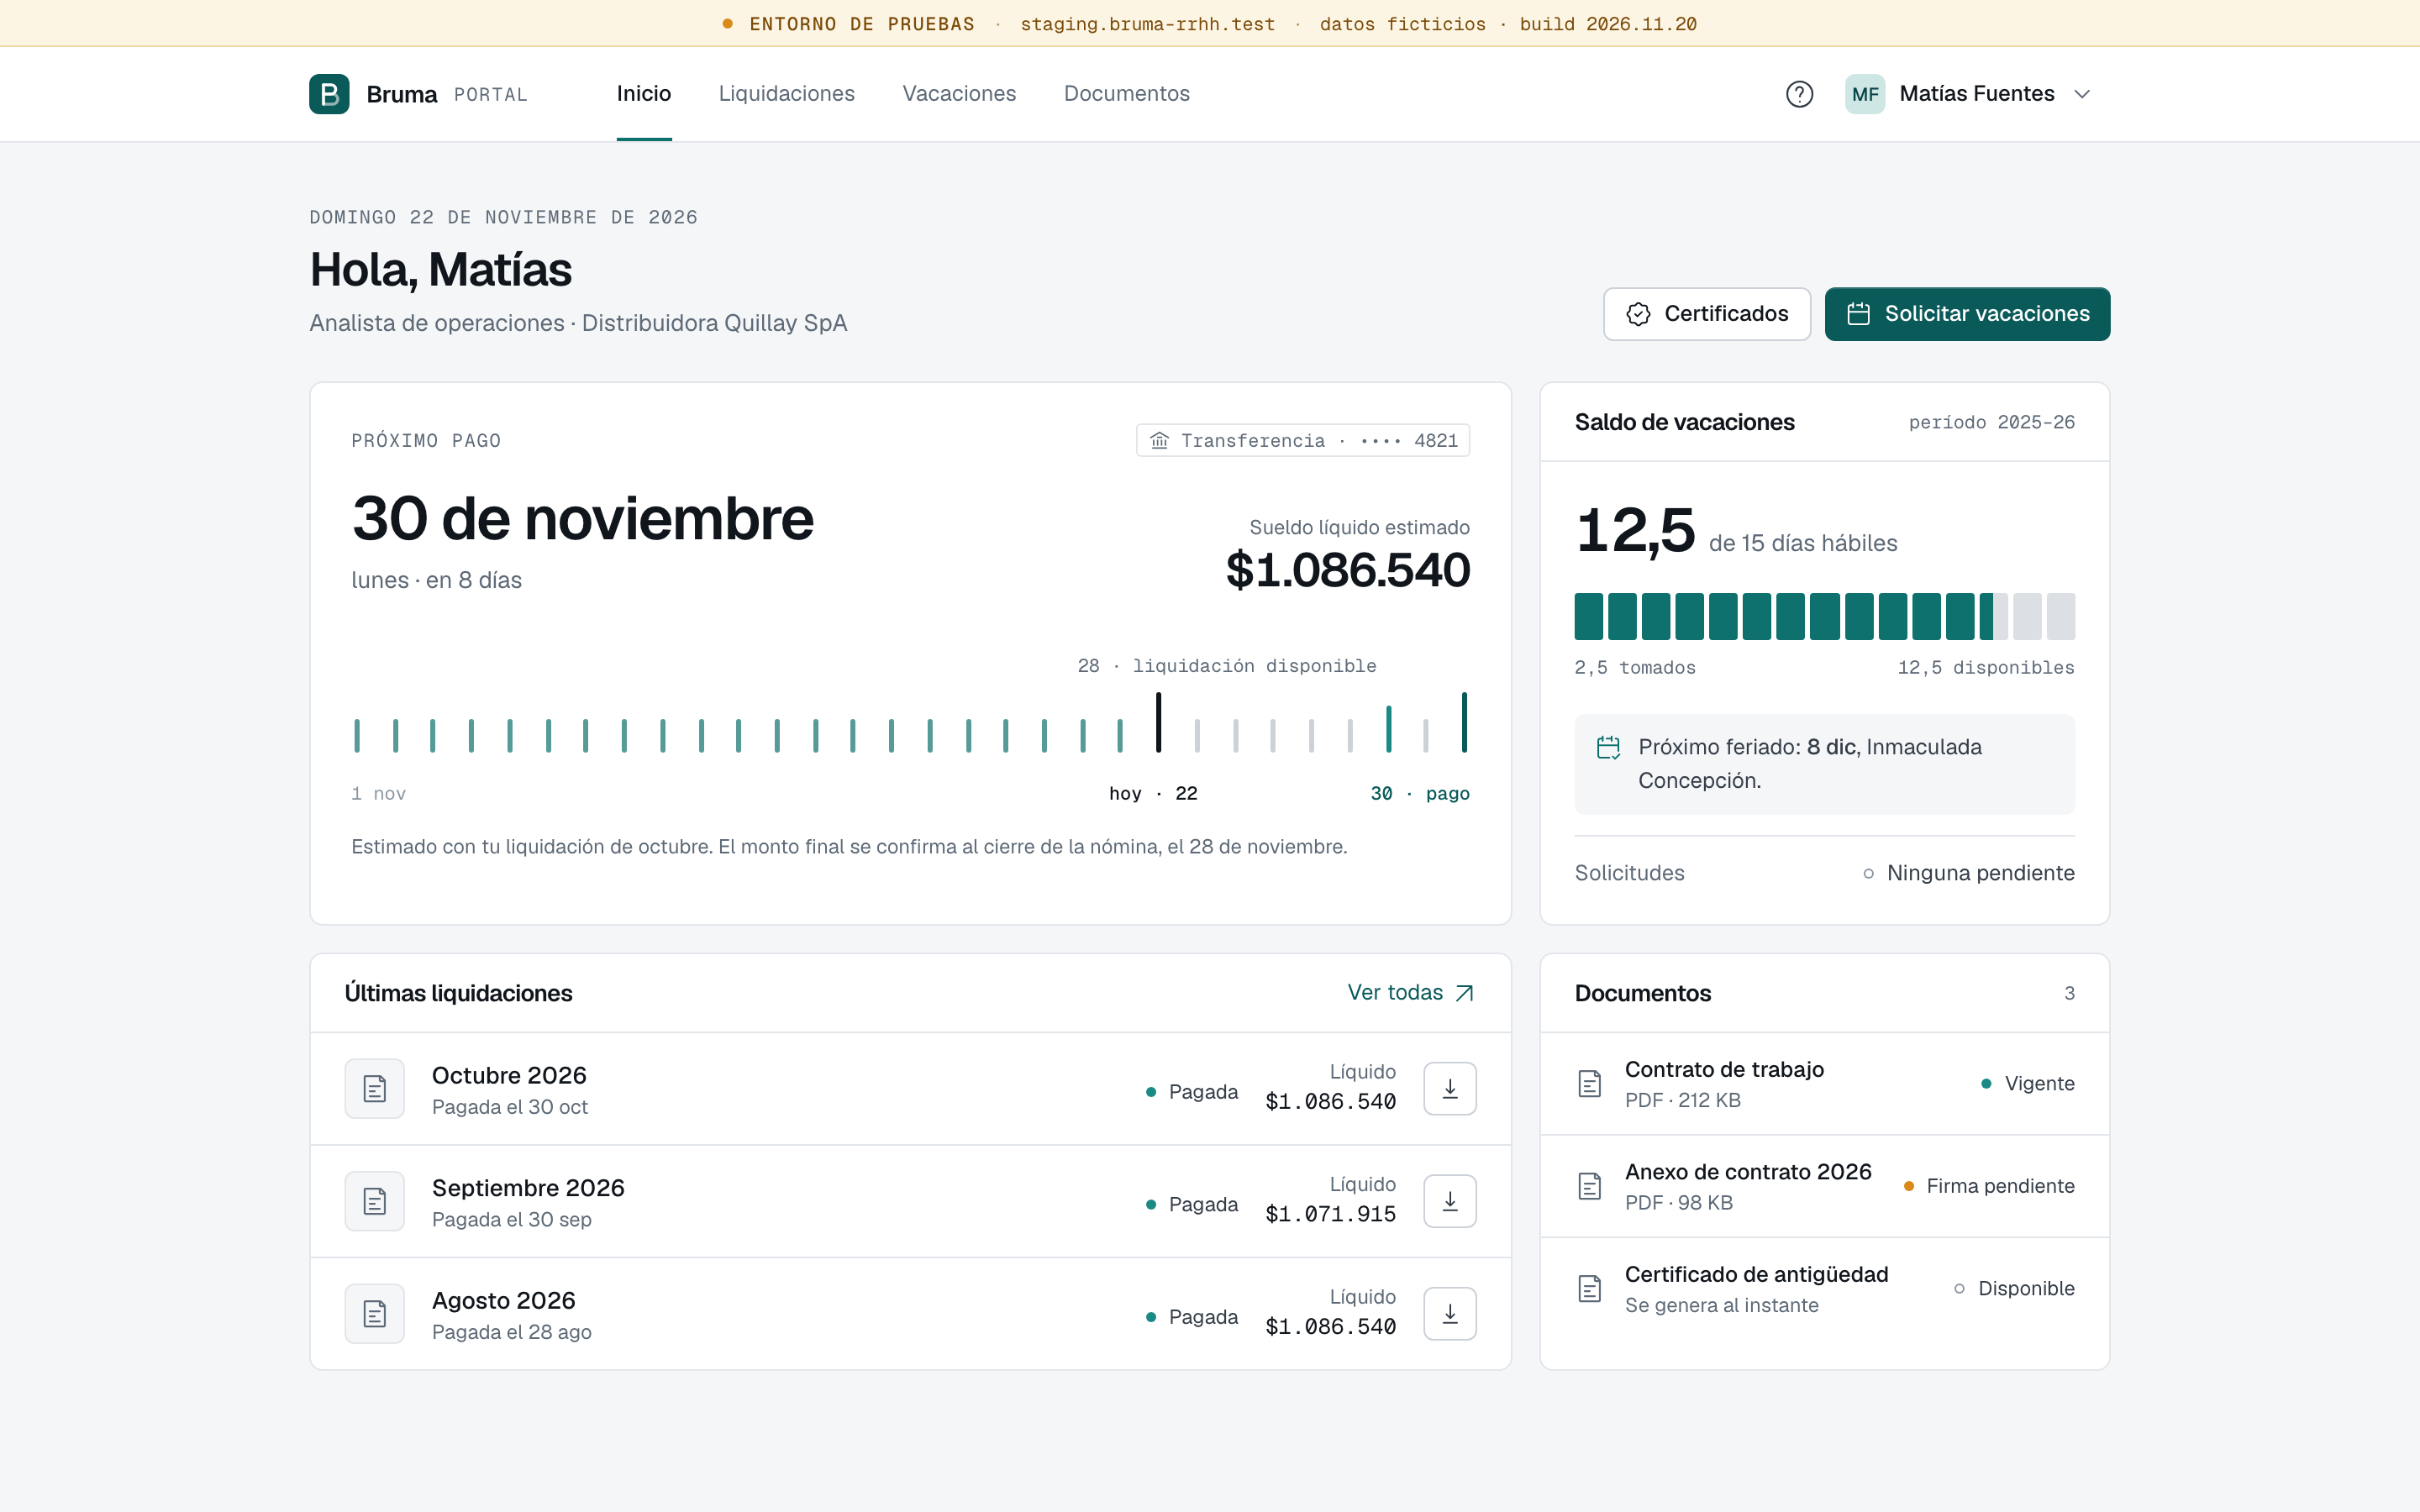 ENTORNO DE PRUEBAS · staging.bruma-rrhh.test · datos ficticios · build 2026.11.20
B Bruma PORTAL Inicio Liquidaciones Vacaciones Documentos ? MF Matías Fuentes
DOMINGO 22 DE NOVIEMBRE DE 2026
Hola, Matías
Analista de operaciones · Distribuidora Quillay SpA
Certificados Solicitar vacaciones
PRÓXIMO PAGO Transferencia · •••• 4821
30 de noviembre
lunes · en 8 días
Sueldo líquido estimado
$1.086.540
28 · liquidación disponible
1 nov hoy · 22 30 · pago
Estimado con tu liquidación de octubre. El monto final se confirma al cierre de la nómina, el 28 de noviembre.
Saldo de vacaciones período 2025-26
12,5 de 15 días hábiles
2,5 tomados 12,5 disponibles
Próximo feriado: 8 dic, Inmaculada
Concepción.
Solicitudes Ninguna pendiente
Últimas liquidaciones Ver todas
Octubre 2026
Pagada el 30 oct
Pagada
Líquido
$1.086.540
Septiembre 2026
Pagada el 30 sep
Pagada
Líquido
$1.071.915
Agosto 2026
Pagada el 28 ago
Pagada
Líquido
$1.086.540
Documentos 3
Contrato de trabajo
PDF · 212 KB
Vigente
Anexo de contrato 2026
PDF · 98 KB
Firma pendiente
Certificado de antigüedad
Se genera al instante
Disponible